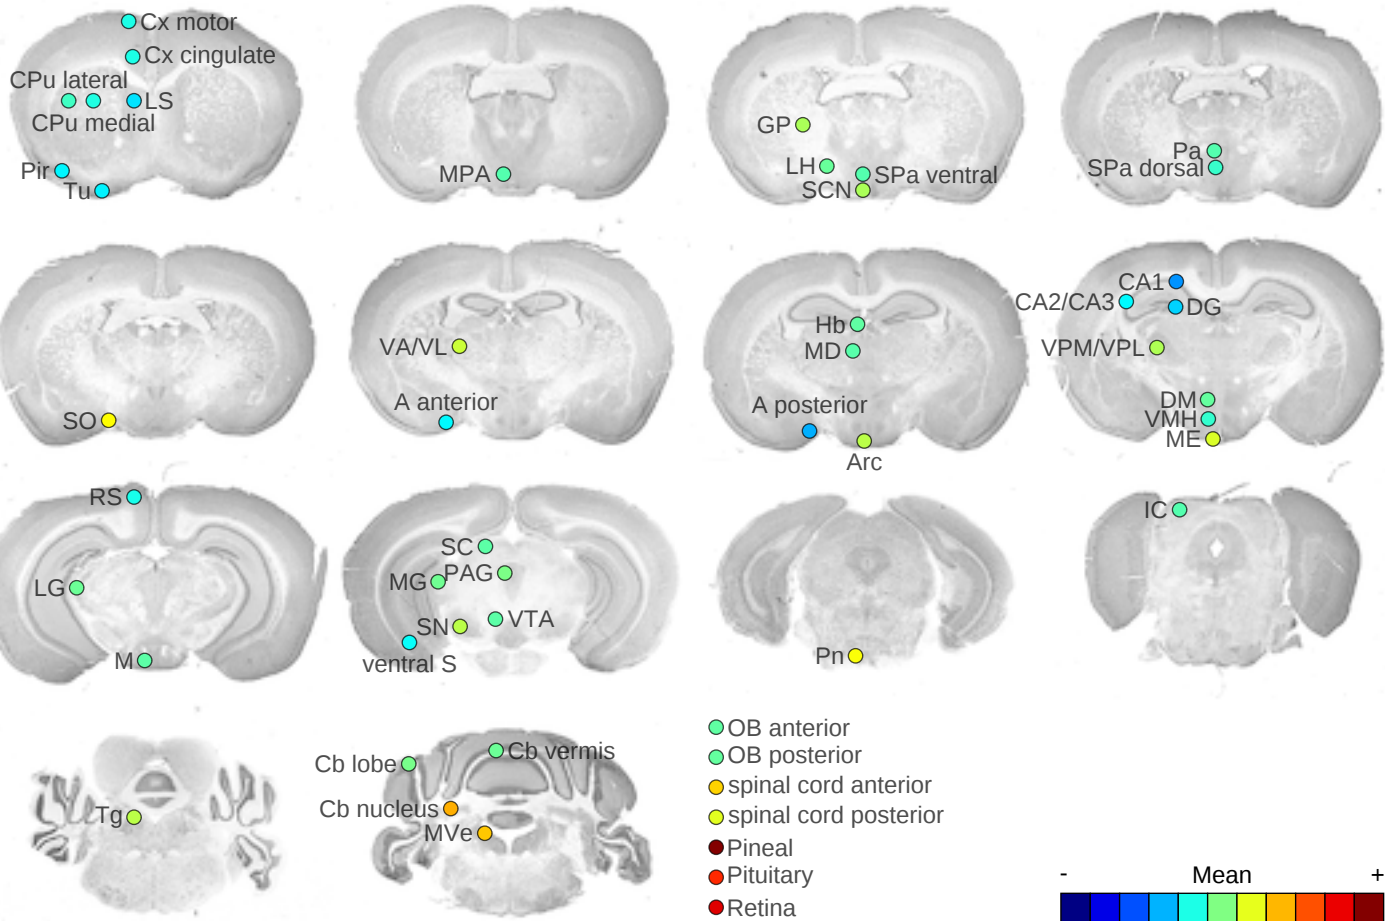 Cx motor
Cx cingulate
CPu lateral
LS
CPu medial
Pir
Tu
MPA
GP
LH
SPa ventral
SCN
Pa
SPa dorsal
SO
VA/VL
A anterior
Hb
MD
A posterior
Arc
CA1
CA2/CA3
DG
VPM/VPL
DM
VMH
ME
RS
LG
M
SC
MG
PAG
SN
VTA
ventral S
Pn
IC
Tg
Cb lobe
Cb vermis
Cb nucleus
MVe
OB anterior
OB posterior
spinal cord anterior
spinal cord posterior
Pineal
Pituitary
Retina
- Mean +